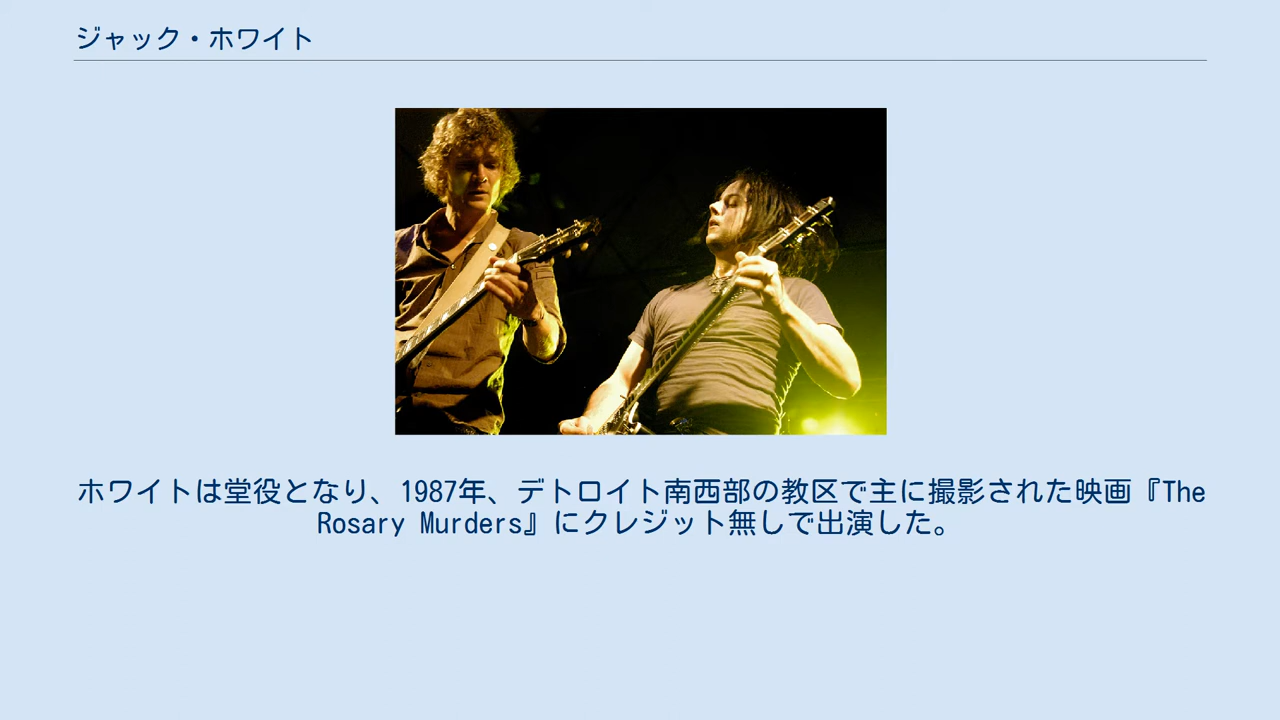 ジャック・ホワイト
ホワイトは堂役となり、1987年、デトロイト南西部の教区で主に撮影された映画『The
Rosary Murders』にクレジット無しで出演した。